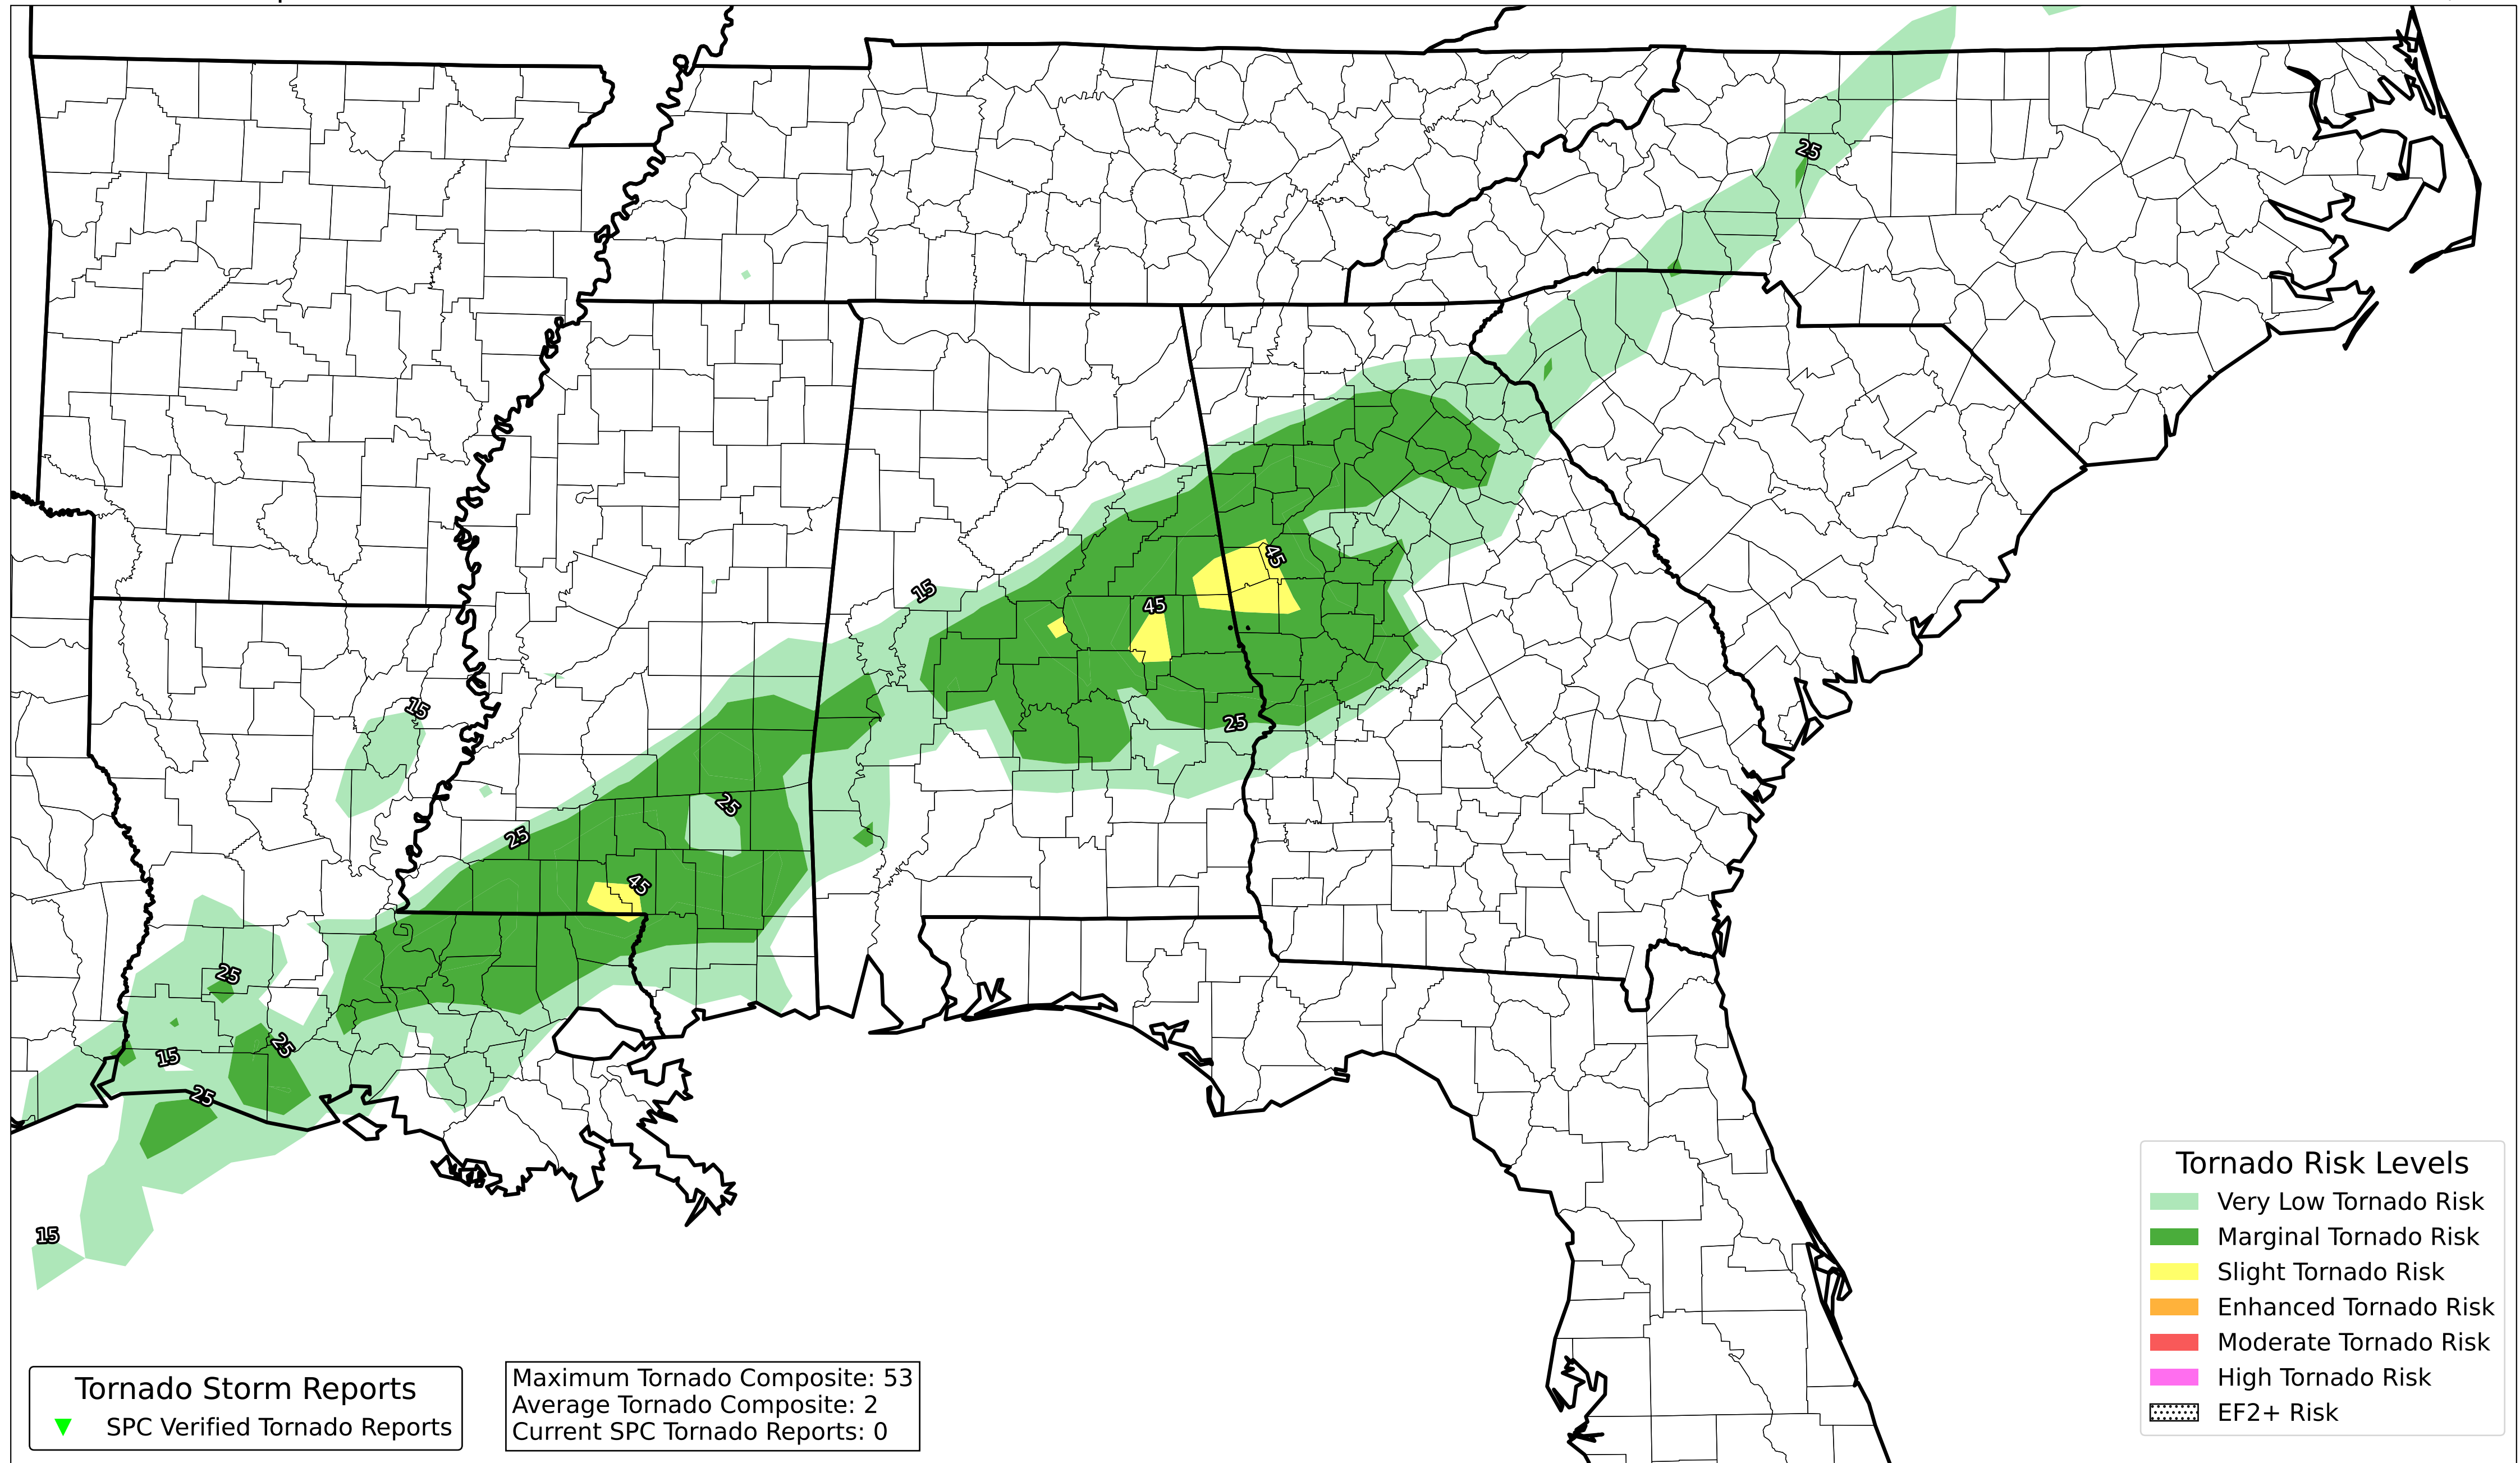 25
15
45
45
15
25
25
25
45
25
15
25
25
15
Tornado Risk Levels
Very Low Tornado Risk
Marginal Tornado Risk
Slight Tornado Risk
Enhanced Tornado Risk
Moderate Tornado Risk
High Tornado Risk
EF2+ Risk
Tornado Storm Reports
SPC Verified Tornado Reports
Maximum Tornado Composite: 53
Average Tornado Composite: 2
Current SPC Tornado Reports: 0